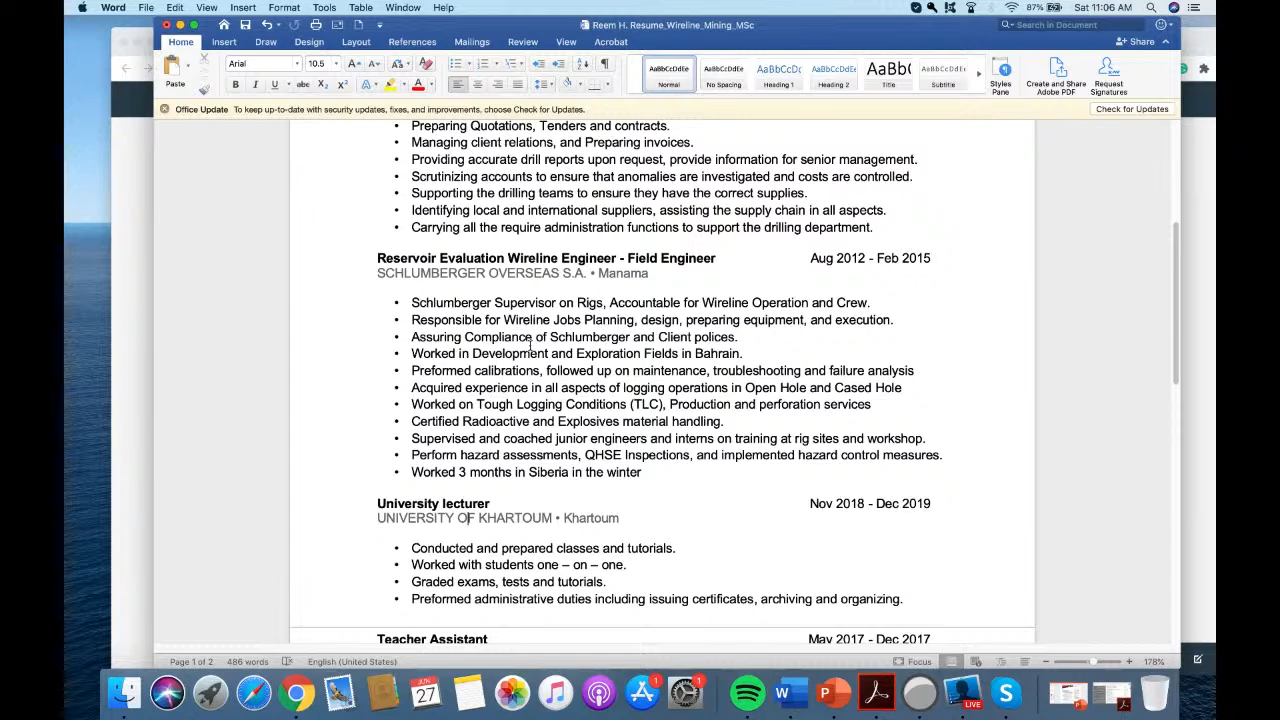 Word File Edit View Insert Format Tools Table Window Help 87% Sat 11:06 AM
Reem H. Resume_Wireline_Mining_MSc
Search in Document
Home Insert Draw Design Layout References Mailings Review View Acrobat
Share
Paste
Arial 10.5
AaBbCcDdEe AaBbCcDdEe AaBbCcDc AaBbCcDdEe AaBbC AaBbCcDdEe
Normal No Spacing Heading 1 Heading 2 Title Subtitle
Styles Pane
Create and Share Adobe PDF
Request Signatures
Office Update To keep up-to-date with security updates, fixes, and improvements, choose Check for Updates. Check for Updates
• Preparing Quotations, Tenders and contracts.
• Managing client relations, and Preparing invoices.
• Providing accurate drill reports upon request, provide information for senior management.
• Scrutinizing accounts to ensure that anomalies are investigated and costs are controlled.
• Supporting the drilling teams to ensure they have the correct supplies.
• Identifying local and international suppliers, assisting the supply chain in all aspects.
• Carrying all the require administration functions to support the drilling department.
Reservoir Evaluation Wireline Engineer - Field Engineer Aug 2012 - Feb 2015
SCHLUMBERGER OVERSEAS S.A. • Manama
• Schlumberger Supervisor on Rigs, Accountable for Wireline Operation and Crew.
• Responsible for Wireline Jobs Planning, design, preparing equipment, and execution.
• Assuring Compliance of Schlumberger and Client polices.
• Worked in Development and Exploration Fields in Bahrain.
• Preformed calibrations, followed up on maintenance, troubleshooting and failure analysis
• Acquired experience in all aspects of logging operations in Open Hole and Cased Hole
• Worked on Tough Logging Conditions (TLC), Production and perforation services
• Certified Radioactive and Explosives material handling.
• Supervised and coached junior engineers and interns on training at rig sites and workshop.
• Perform hazard assessments, QHSE Inspections, and implemented hazard control measures.
• Worked 3 months in Siberia in the winter
University lecturer Nov 2018 - Dec 2019
UNIVERSITY OF KHARTOUM • Khartoum
• Conducted and prepared classes and tutorials.
• Worked with students one – on – one.
• Graded exams, tests and tutorials.
• Preformed administrative duties including issuing certificates, archiving and organizing.
Teacher Assistant May 2017 - Dec 2017
Page 1 of 2 486 words English (United States) Focus 178%
JUN
27
1
1
W
P
LIVE
S